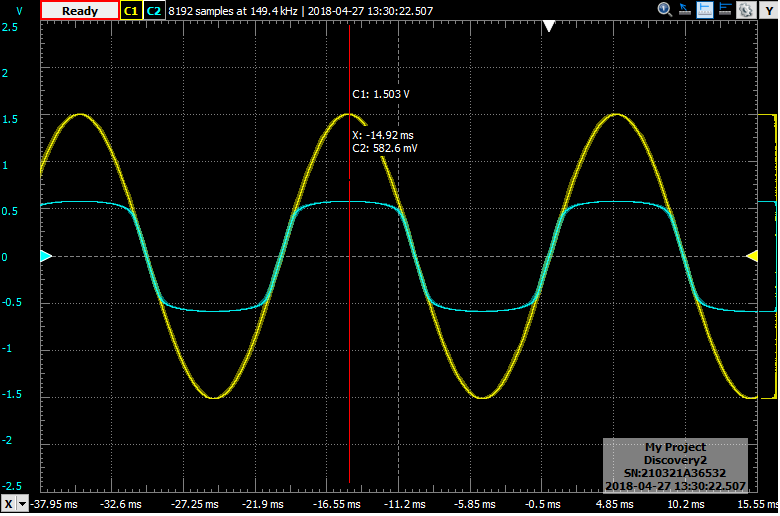 V Ready C1 C2 8192 samples at 149.4 kHz | 2018-04-27 13:30:22.507 Y
2.5
2
C1: 1.503 V
1.5
X: -14.92 ms
C2: 582.6 mV
1
0.5
0
-0.5
-1
-1.5
-2
My Project
Discovery2
SN:210321A36532
2018-04-27 13:30:22.507
-2.5
X -37.95 ms -32.6 ms -27.25 ms -21.9 ms -16.55 ms -11.2 ms -5.85 ms -0.5 ms 4.85 ms 10.2 ms 15.55 ms